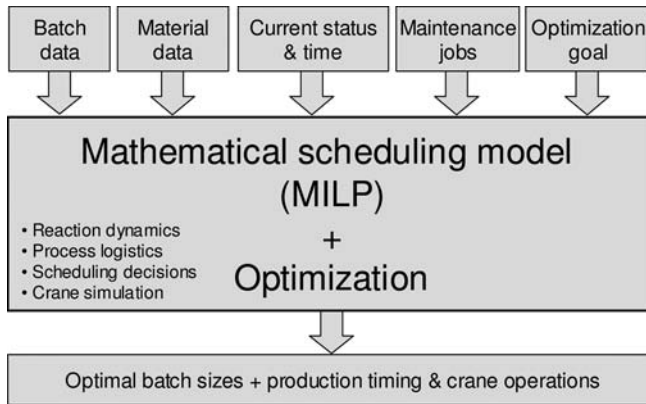 Batch
data
Material
data
Current status
& time
Maintenance
jobs
Optimization
goal
Mathematical scheduling model
(MILP)
+
Optimization
• Reaction dynamics
• Process logistics
• Scheduling decisions
• Crane simulation
Optimal batch sizes + production timing & crane operations